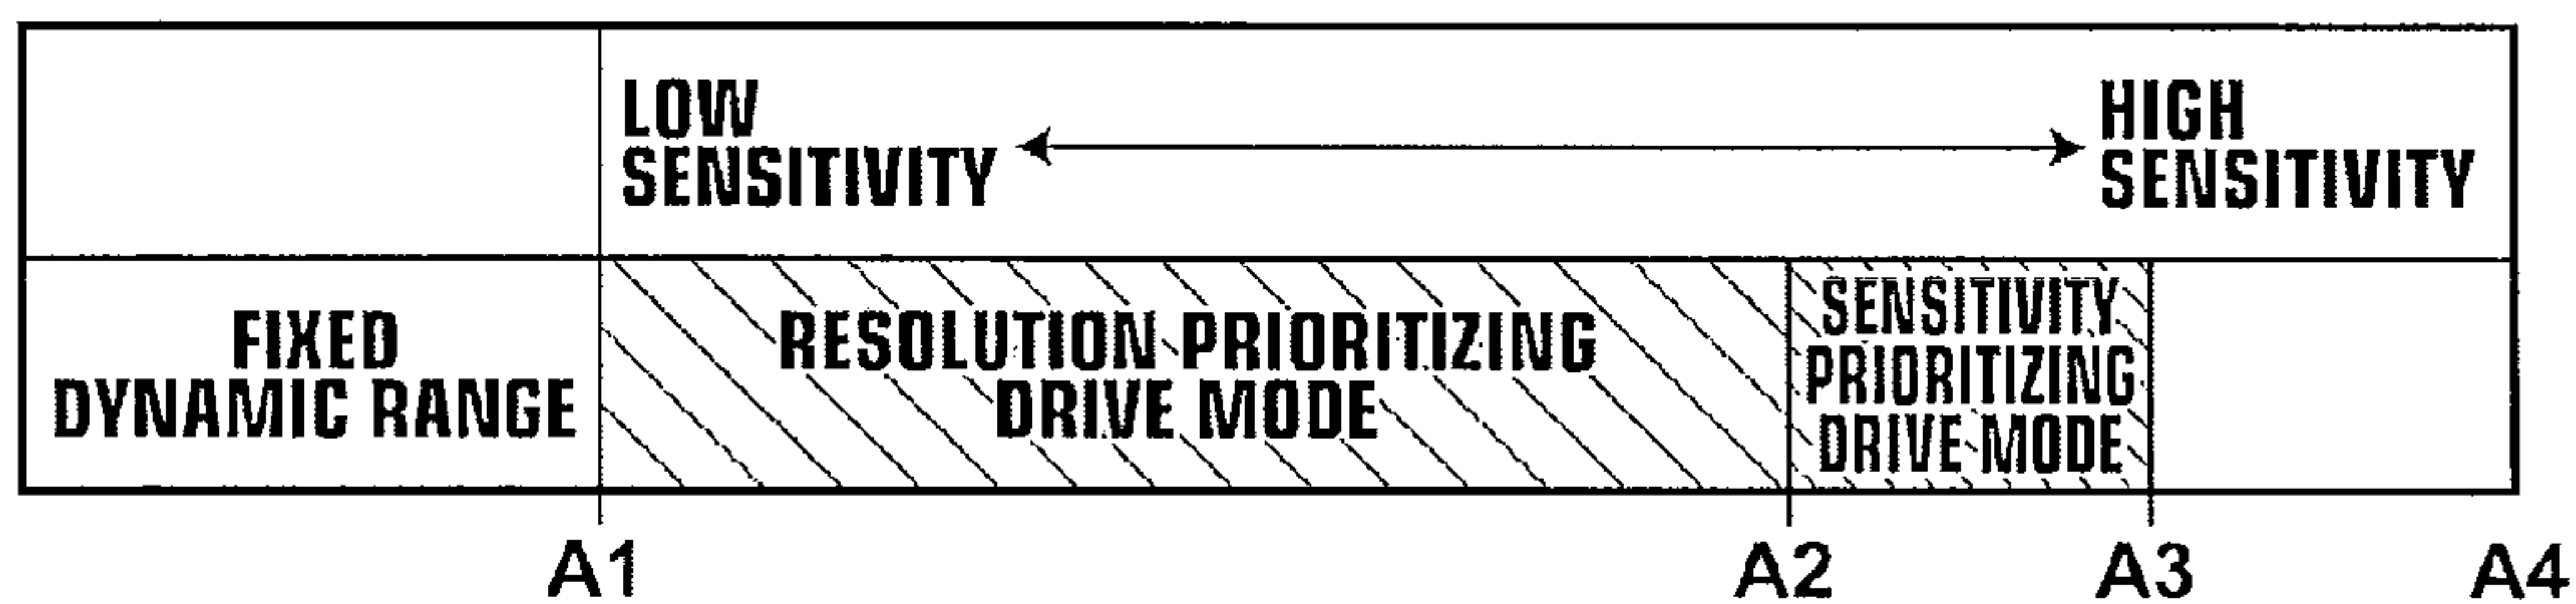 LOW
SENSITIVITY
HIGH
SENSITIVITY
FIXED
DYNAMIC RANGE
RESOLUTION PRIORITIZING
DRIVE MODE
SENSITIVITY
PRIORITIZING
DRIVE MODE
A1
A2
A3
A4